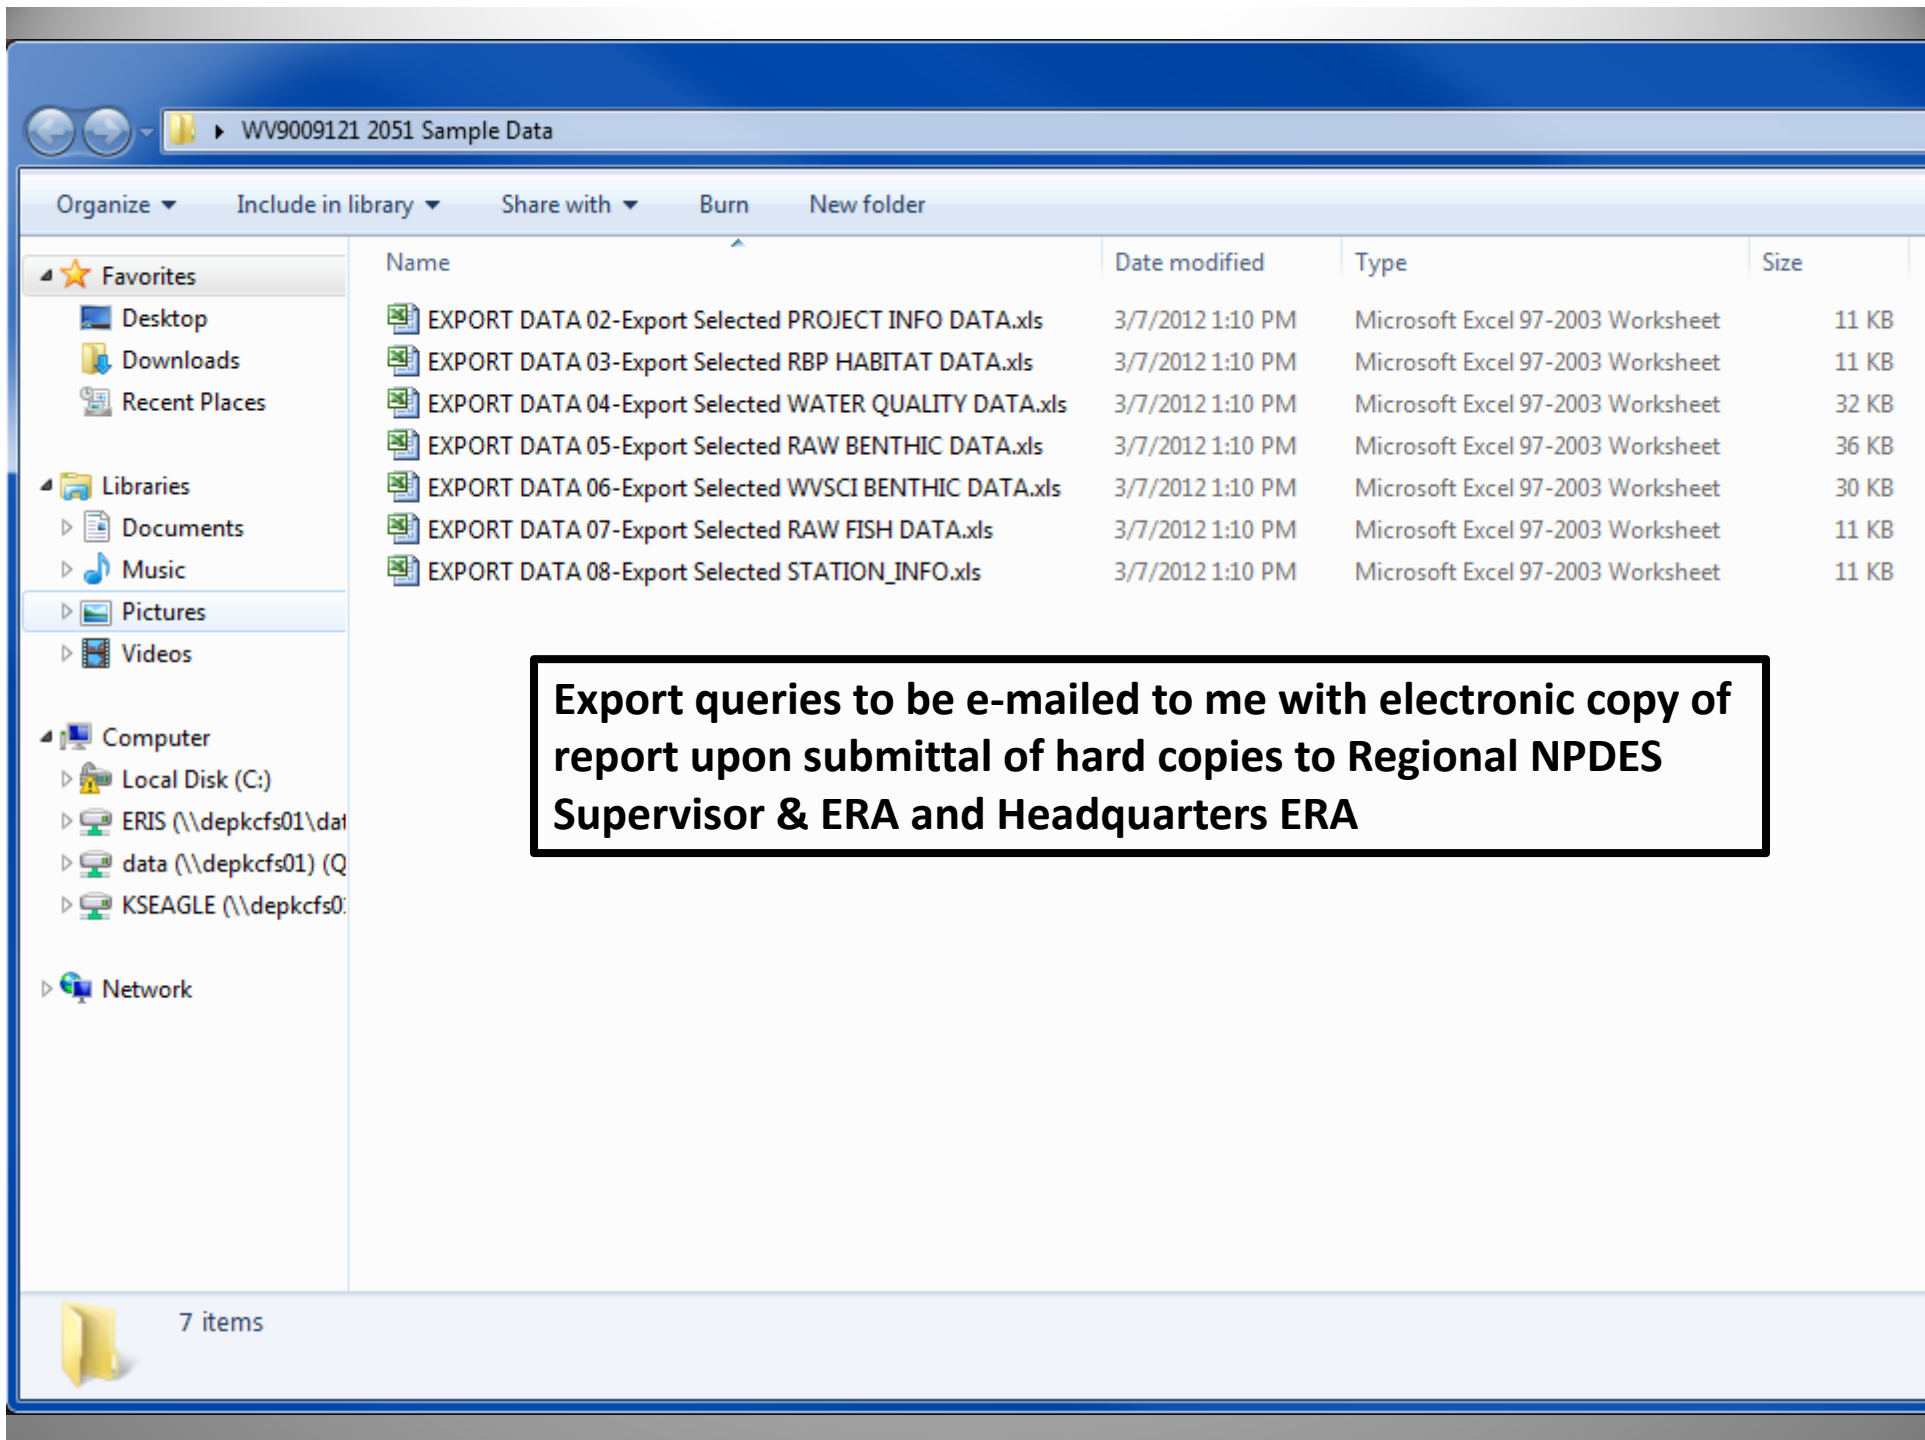 WV9009121 2051 Sample Data
Organize Include in library Share with Burn New folder
Name Date modified Type Size
Favorites
Desktop
Downloads
Recent Places
Libraries
Documents
Music
Pictures
Videos
Computer
Local Disk (C:)
ERIS (\\depkcfs01\dat
data (\\depkcfs01) (Q
KSEAGLE (\\depkcfs0
Network
EXPORT DATA 02-Export Selected PROJECT INFO DATA.xls 3/7/2012 1:10 PM Microsoft Excel 97-2003 Worksheet 11 KB
EXPORT DATA 03-Export Selected RBP HABITAT DATA.xls 3/7/2012 1:10 PM Microsoft Excel 97-2003 Worksheet 11 KB
EXPORT DATA 04-Export Selected WATER QUALITY DATA.xls 3/7/2012 1:10 PM Microsoft Excel 97-2003 Worksheet 32 KB
EXPORT DATA 05-Export Selected RAW BENTHIC DATA.xls 3/7/2012 1:10 PM Microsoft Excel 97-2003 Worksheet 36 KB
EXPORT DATA 06-Export Selected WVSCI BENTHIC DATA.xls 3/7/2012 1:10 PM Microsoft Excel 97-2003 Worksheet 30 KB
EXPORT DATA 07-Export Selected RAW FISH DATA.xls 3/7/2012 1:10 PM Microsoft Excel 97-2003 Worksheet 11 KB
EXPORT DATA 08-Export Selected STATION_INFO.xls 3/7/2012 1:10 PM Microsoft Excel 97-2003 Worksheet 11 KB
Export queries to be e-mailed to me with electronic copy of
report upon submittal of hard copies to Regional NPDES
Supervisor & ERA and Headquarters ERA
7 items